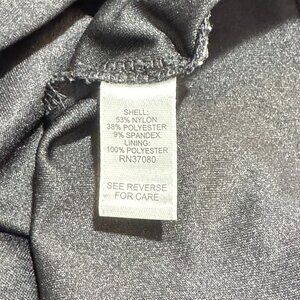 SHELL:
53% NYLON
38% POLYESTER
9% SPANDEX
LINING:
100% POLYESTER
RN37080
SEE REVERSE
FOR CARE